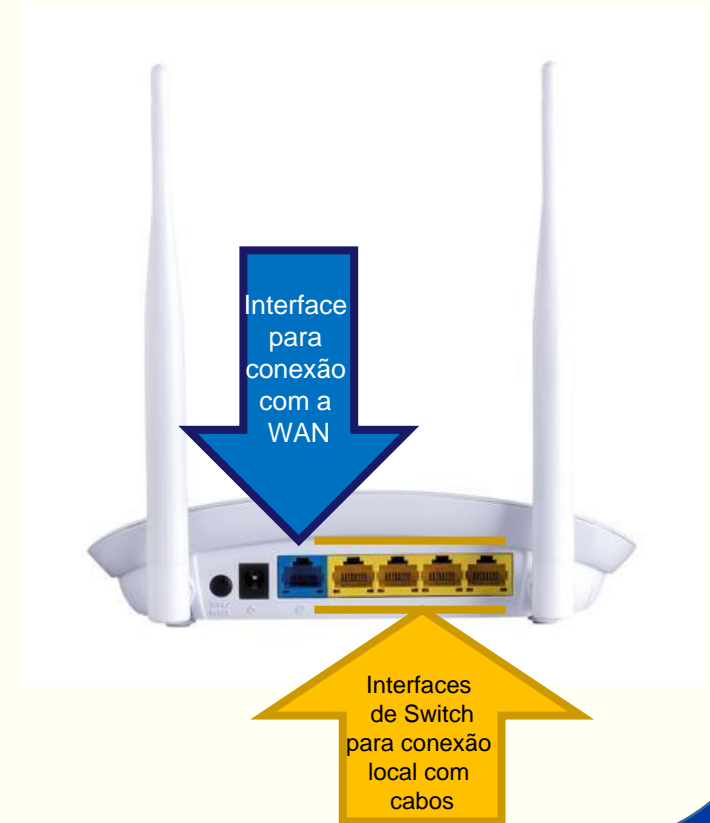 Interface
para
conexão
com a
WAN
Interfaces
de Switch
para conexão
local com
cabos